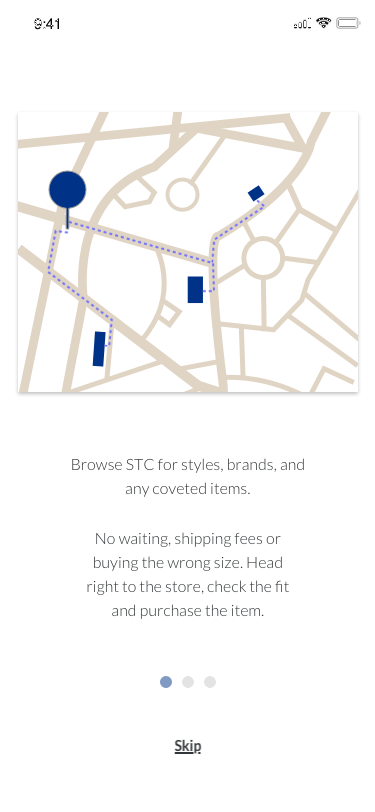 9:41
Browse STC for styles, brands, and
any coveted items.
No waiting, shipping fees or
buying the wrong size. Head
right to the store, check the fit
and purchase the item.
Skip